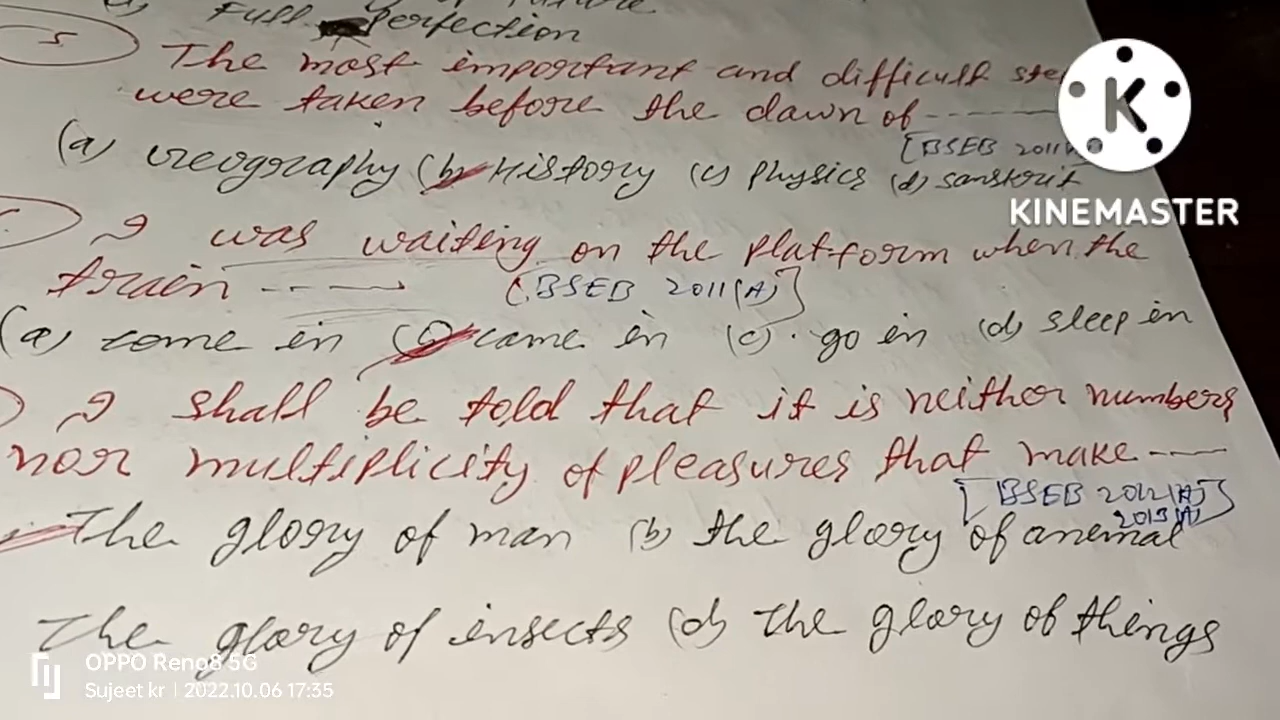 Full Perfection
5
The most important and difficult
were taken before the dawn of ------
[BSEB 2011
(a) Geography (b) History (c) Physics (d) sanskrit
I was waiting on the platform when the
train ---- [BSEB 2011(A)]
(a) come in came in (c) go in (d) sleep in
I shall be told that it is neither numbers
nor multiplicity of pleasures that make ----
[BSEB 2012(A)]
2013(A)
The glory of man (b) the glory of anemal
The glory of insects (d) The glory of things
K
KINEMASTER
OPPO Reno8 5G
Sujeet kr | 2022.10.06 17:35